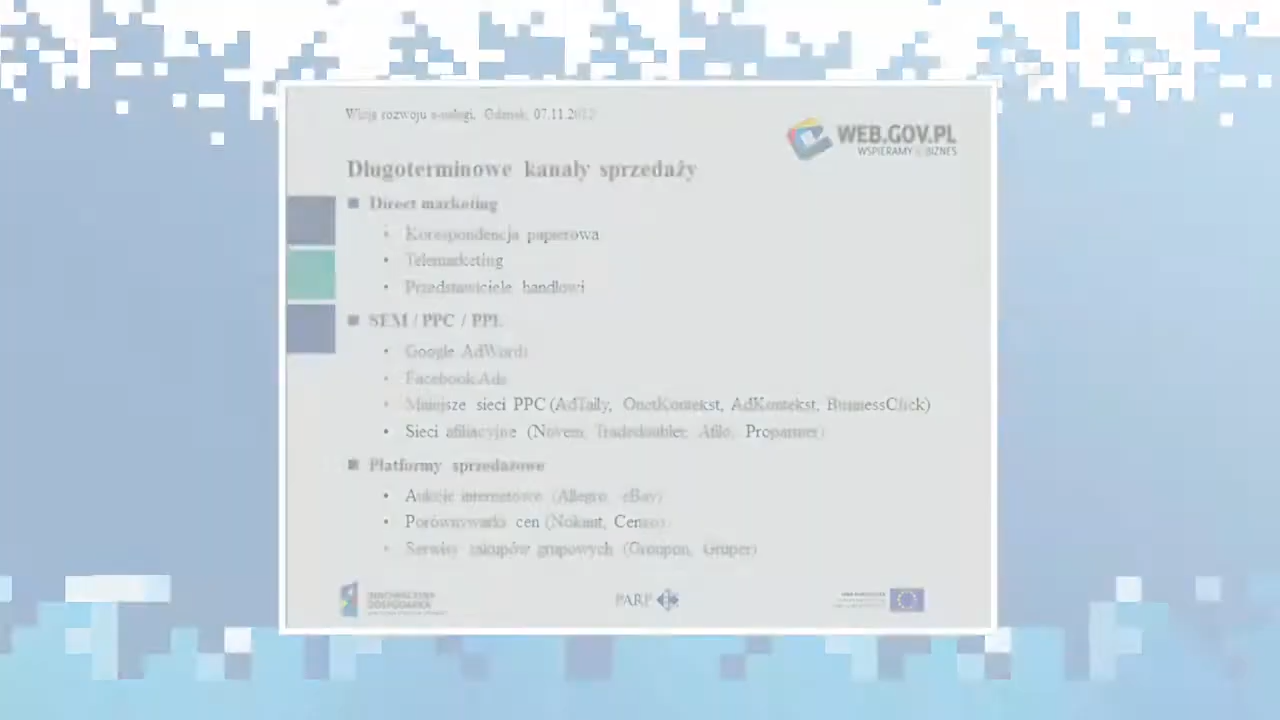 Wizja rozwoju e-usługi, Gdańsk, 07.11.2012
WEB.GOV.PL
WSPIERAMY E-BIZNES
Długoterminowe kanały sprzedaży
Direct marketing
Korespondencja papierowa
Telemarketing
Przedstawiciele handlowi
SEM / PPC / PPL
Google AdWords
Facebook Ads
Mniejsze sieci PPC (AdTaily, OnetKontekst, AdKontekst, BusinessClick)
Sieci afiliacyjne (Novem, Tradedoubler, Afilo, Propartner)
Platformy sprzedażowe
Aukcje internetowe (Allegro, eBay)
Porównywarki cen (Nokaut, Ceneo)
Serwisy zakupów grupowych (Groupon, Gruper)
INNOWACYJNA
GOSPODARKA
PARP